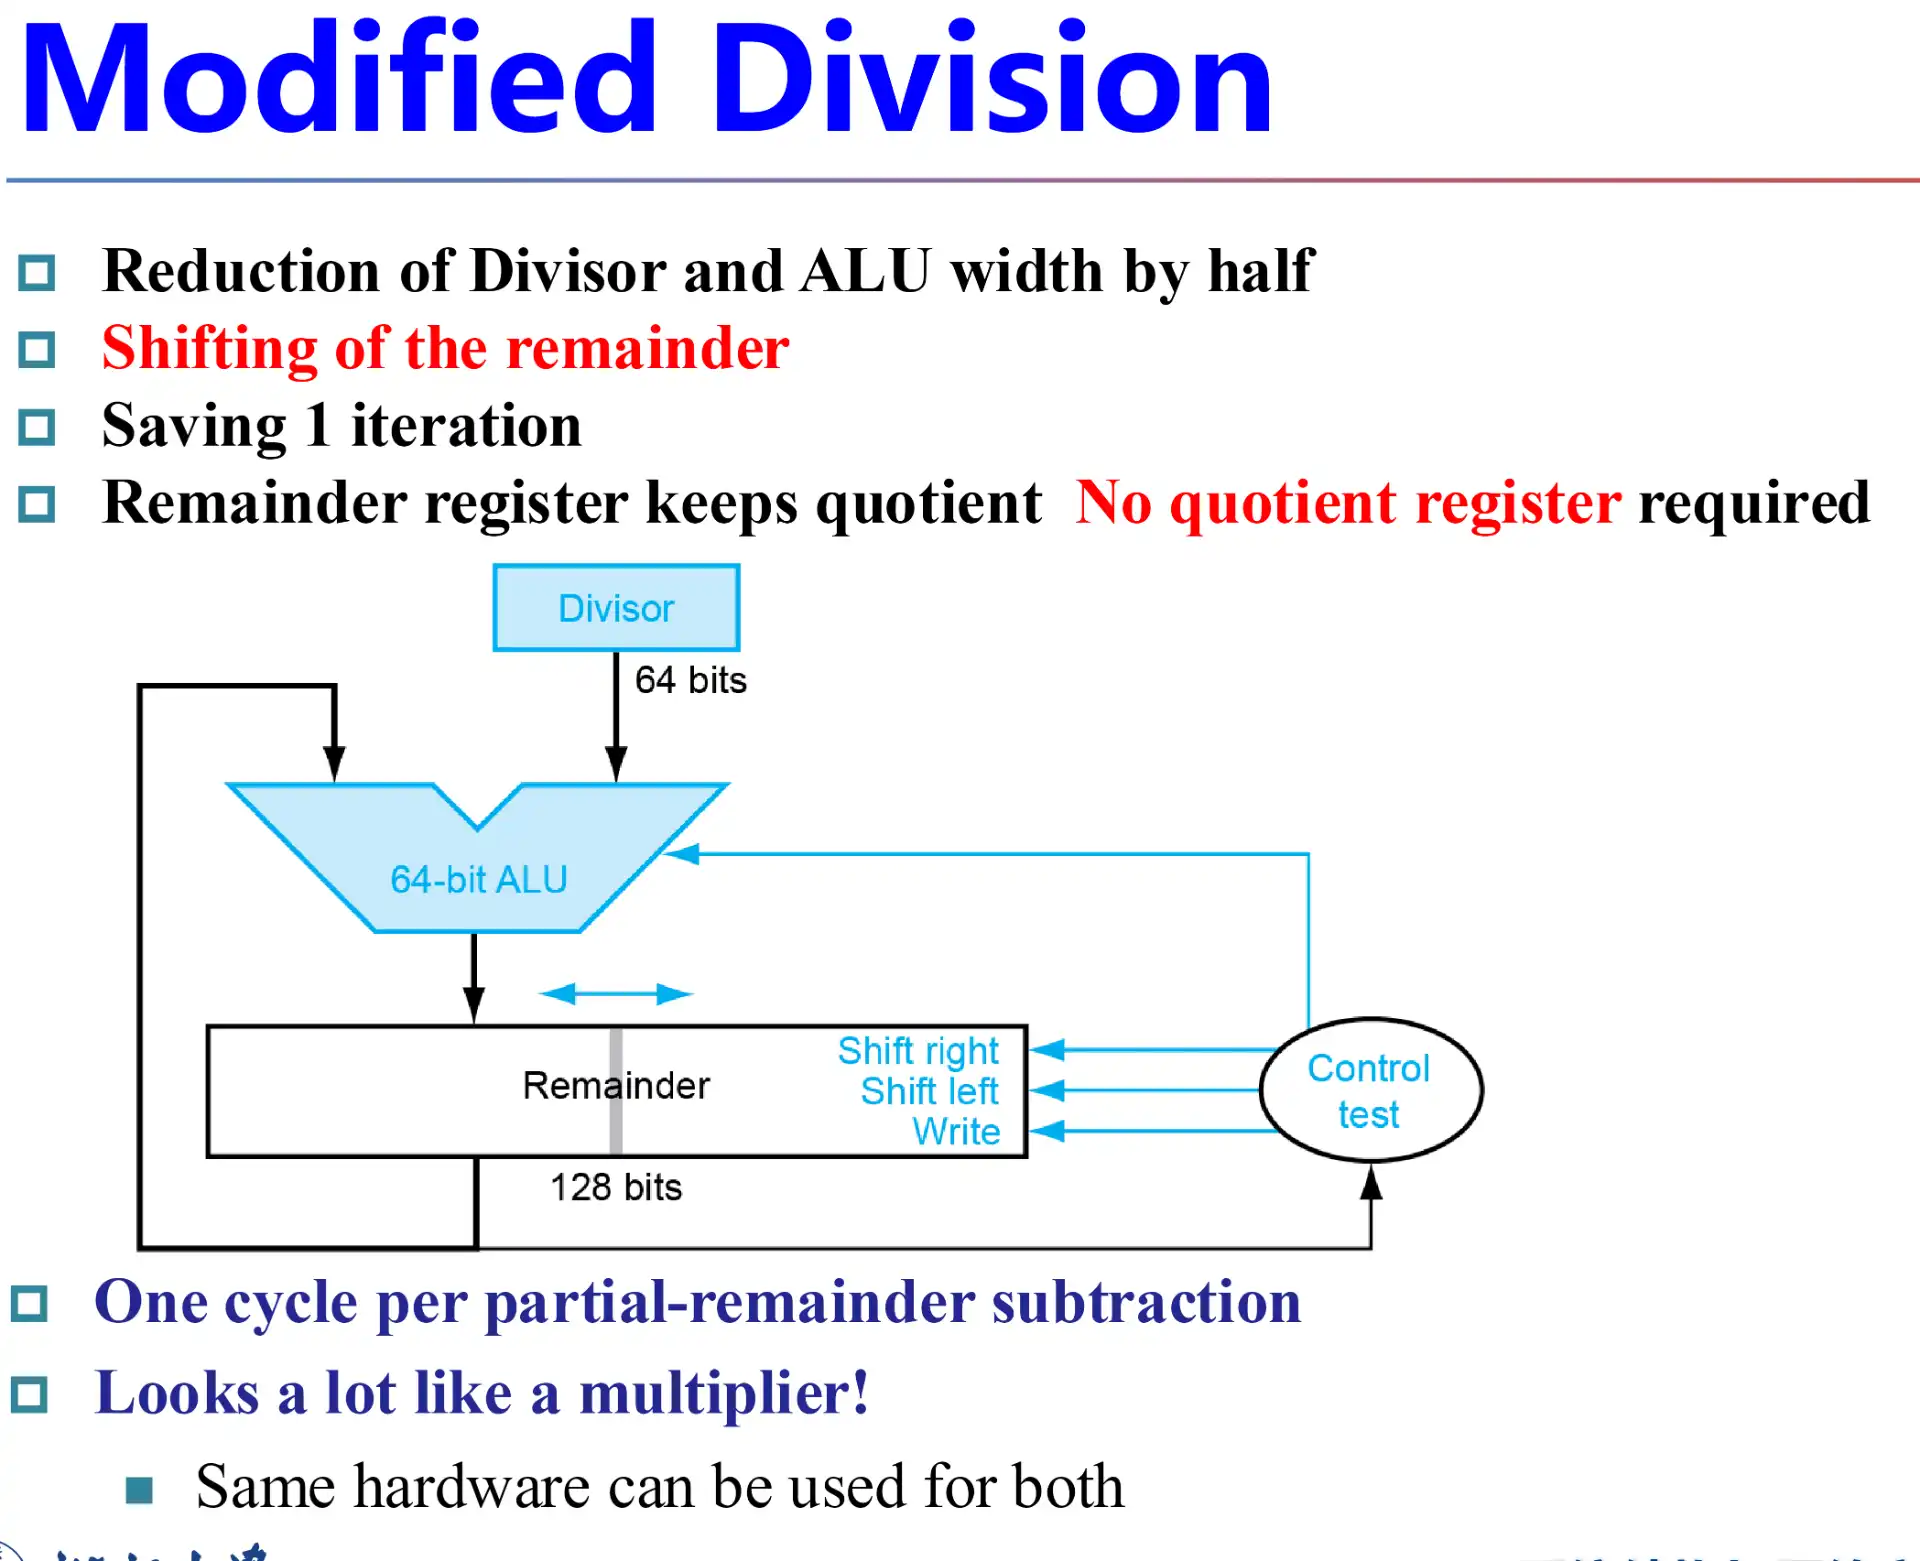 Modified Division
Reduction of Divisor and ALU width by half
Shifting of the remainder
Saving 1 iteration
Remainder register keeps quotient No quotient register required
Divisor
64 bits
64-bit ALU
Shift right
Remainder
Shift left
Write
Control
test
128 bits
One cycle per partial-remainder subtraction
Looks a lot like a multiplier!
Same hardware can be used for both